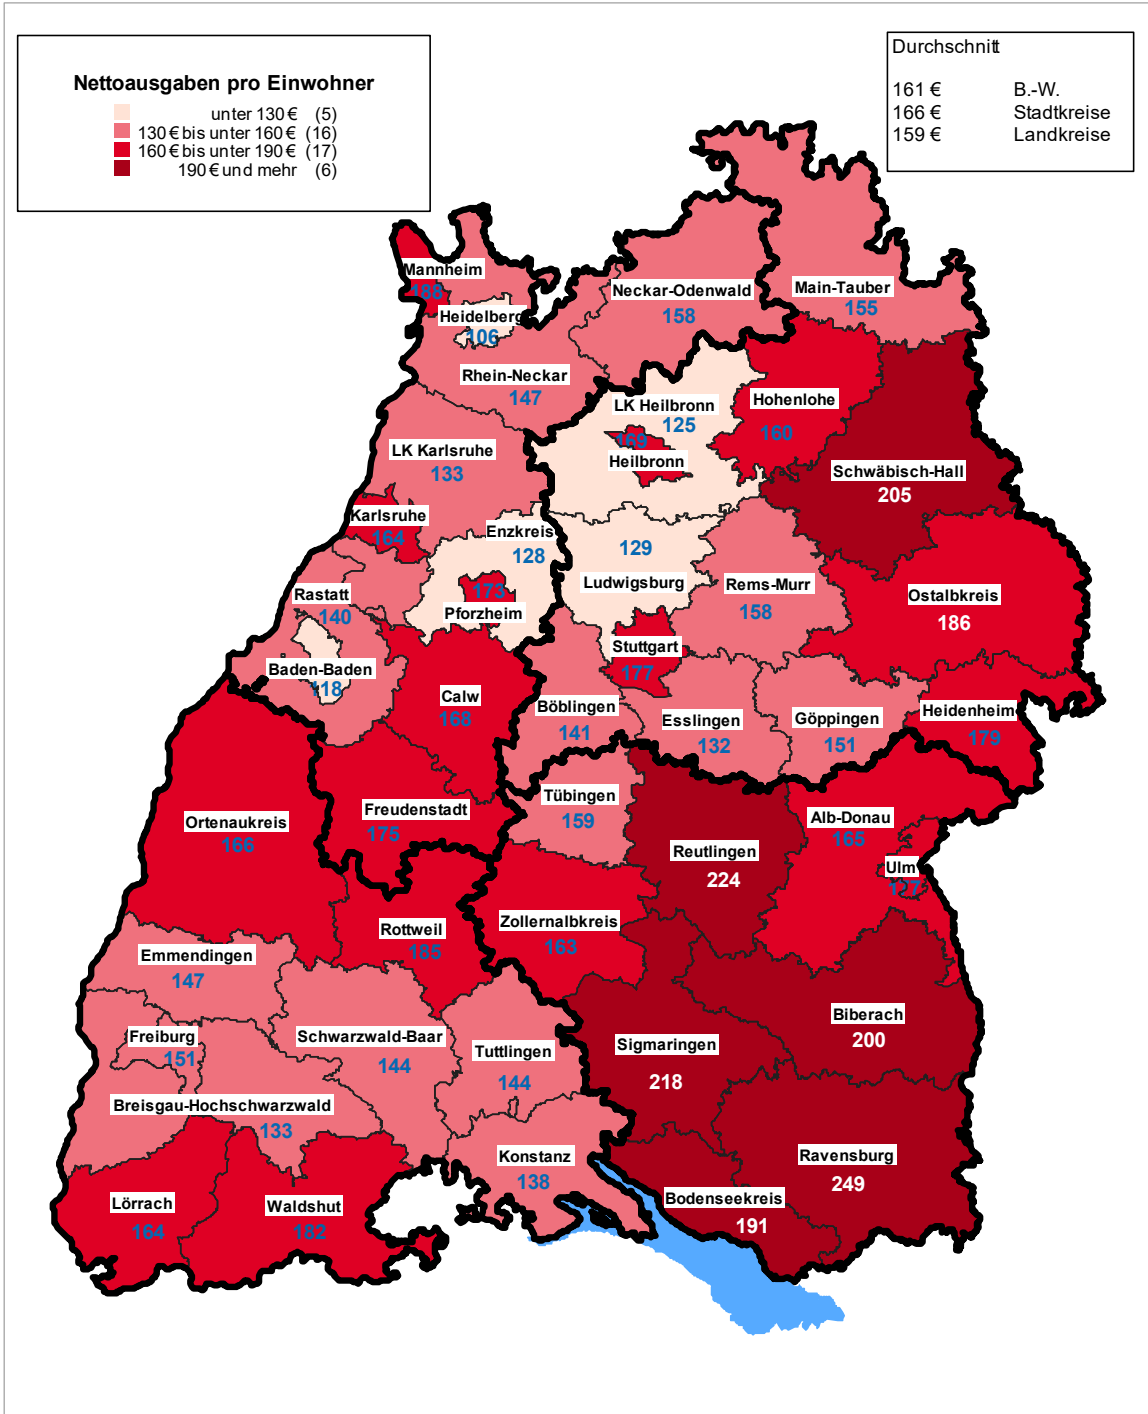 Nettoausgaben pro Einwohner
unter 130 € (5)
130 € bis unter 160 € (16)
160 € bis unter 190 € (17)
190 € und mehr (6)
Durchschnitt
161 € B.-W.
166 € Stadtkreise
159 € Landkreise
Mannheim
188
Heidelberg
106
Neckar-Odenwald
158
Main-Tauber
155
Rhein-Neckar
147
LK Heilbronn
125
169
Heilbronn
Hohenlohe
160
LK Karlsruhe
133
Schwäbisch-Hall
205
Karlsruhe
164
Enzkreis
128
129
Ludwigsburg
Rems-Murr
158
Ostalbkreis
186
Rastatt
140
173
Pforzheim
Stuttgart
177
Baden-Baden
118
Calw
168
Böblingen
141
Esslingen
132
Göppingen
151
Heidenheim
179
Ortenaukreis
166
Freudenstadt
175
Tübingen
159
Reutlingen
224
Alb-Donau
165
Ulm
Rottweil
185
Zollernalbkreis
163
Emmendingen
147
Biberach
200
Freiburg
151
Schwarzwald-Baar
144
Tuttlingen
144
Sigmaringen
218
Breisgau-Hochschwarzwald
133
Konstanz
138
Ravensburg
249
Bodenseekreis
191
Lörrach
164
Waldshut
182